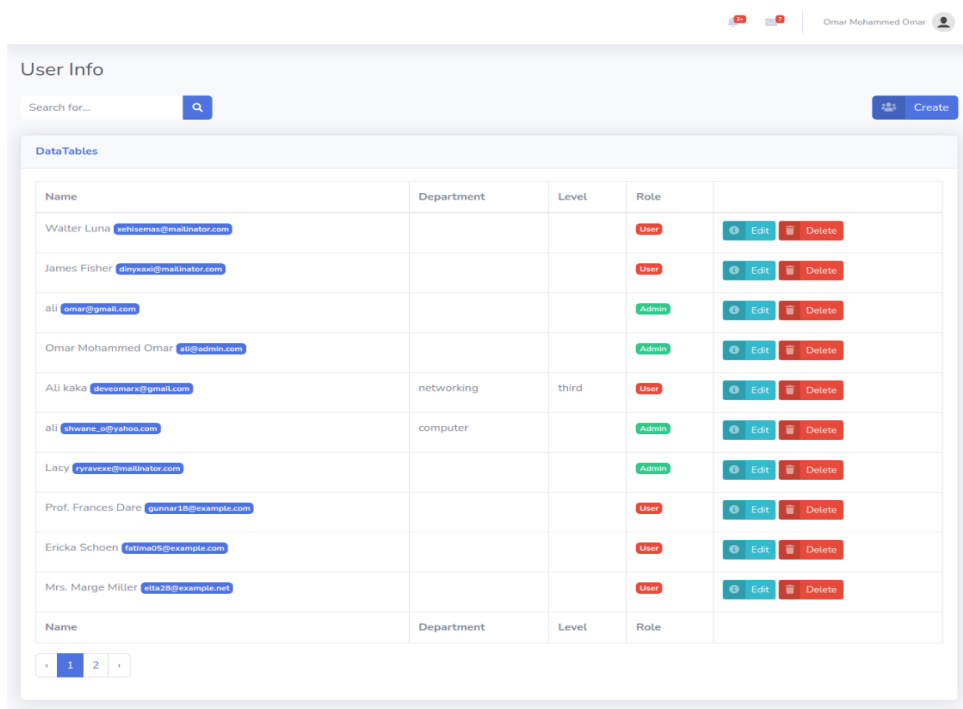 3+ 7 Omar Mohammed Omar
User Info
Search for... Create
DataTables
Name Department Level Role
Walter Luna xehisemas@mailinator.com User Edit Delete
James Fisher dinyxaxi@mailinator.com User Edit Delete
ali omar@gmail.com Admin Edit Delete
Omar Mohammed Omar ali@admin.com Admin Edit Delete
Ali kaka deveomarx@gmail.com networking third User Edit Delete
ali shwane_o@yahoo.com computer Admin Edit Delete
Lacy ryravexe@mailinator.com Admin Edit Delete
Prof. Frances Dare gunnar18@example.com User Edit Delete
Ericka Schoen fatima05@example.com User Edit Delete
Mrs. Marge Miller etta28@example.net User Edit Delete
Name Department Level Role
‹ 1 2 ›